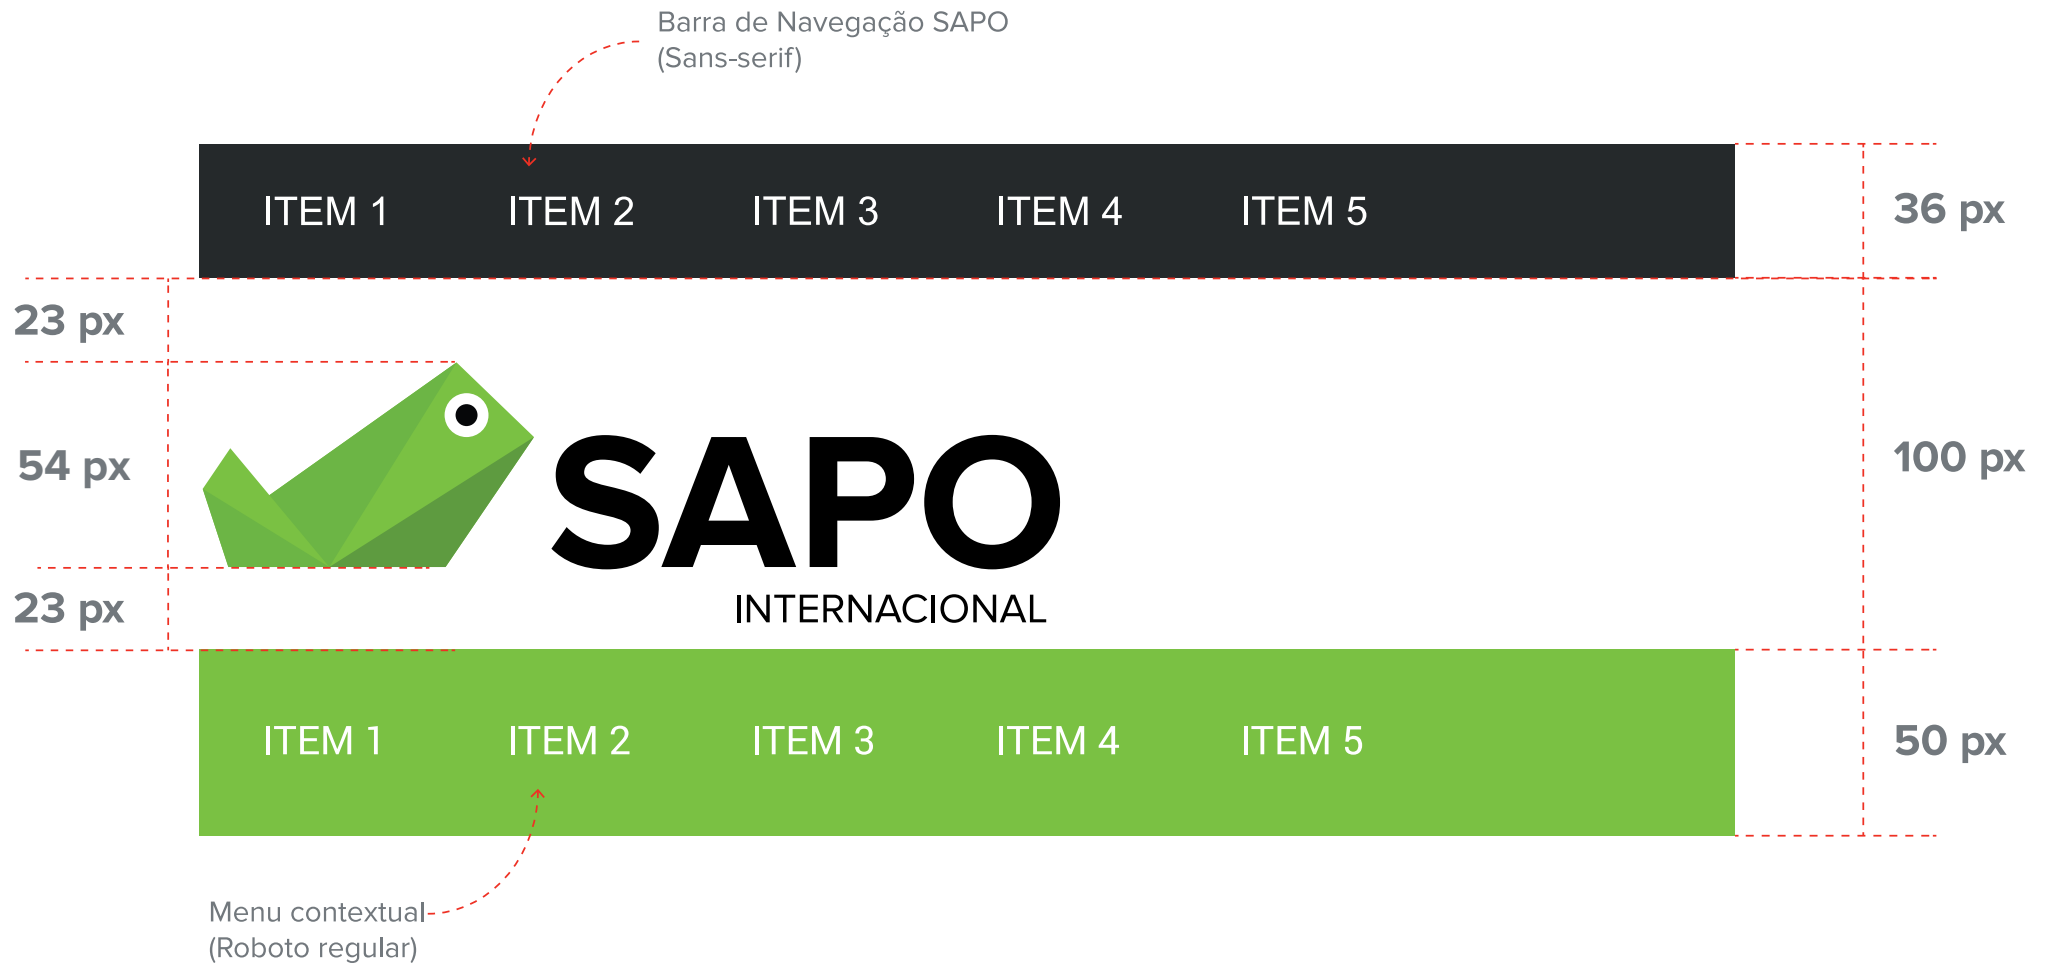 Barra de Navegação SAPO
(Sans-serif)
ITEM 1 ITEM 2 ITEM 3 ITEM 4 ITEM 5
36 px
23 px
54 px
100 px
SAPO
23 px
INTERNACIONAL
ITEM 1 ITEM 2 ITEM 3 ITEM 4 ITEM 5
50 px
Menu contextual
(Roboto regular)